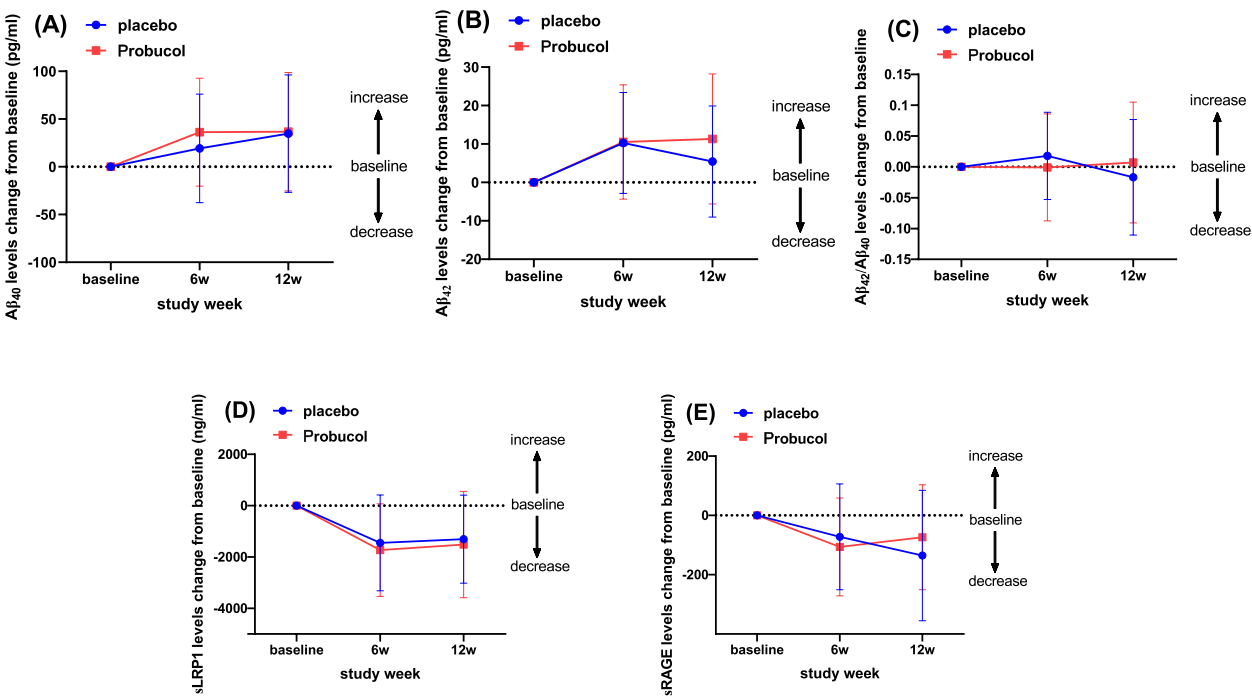 (A)
placebo
Probucol
Aβ40 levels change from baseline (pg/ml)
100
50
0
-50
-100
baseline 6w 12w
study week
increase
baseline
decrease
(B)
placebo
Probucol
Aβ42 levels change from baseline (pg/ml)
30
20
10
0
-10
-20
baseline 6w 12w
study week
increase
baseline
decrease
(C)
placebo
Probucol
Aβ42/Aβ40 levels change from baseline
0.15
0.1
0.05
0.00
-0.05
-0.10
-0.15
baseline 6w 12w
study week
increase
baseline
decrease
(D)
placebo
Probucol
sLRP1 levels change from baseline (ng/ml)
2000
0
-2000
-4000
baseline 6w 12w
study week
increase
baseline
decrease
(E)
placebo
Probucol
sRAGE levels change from baseline (pg/ml)
200
0
-200
baseline 6w 12w
study week
increase
baseline
decrease